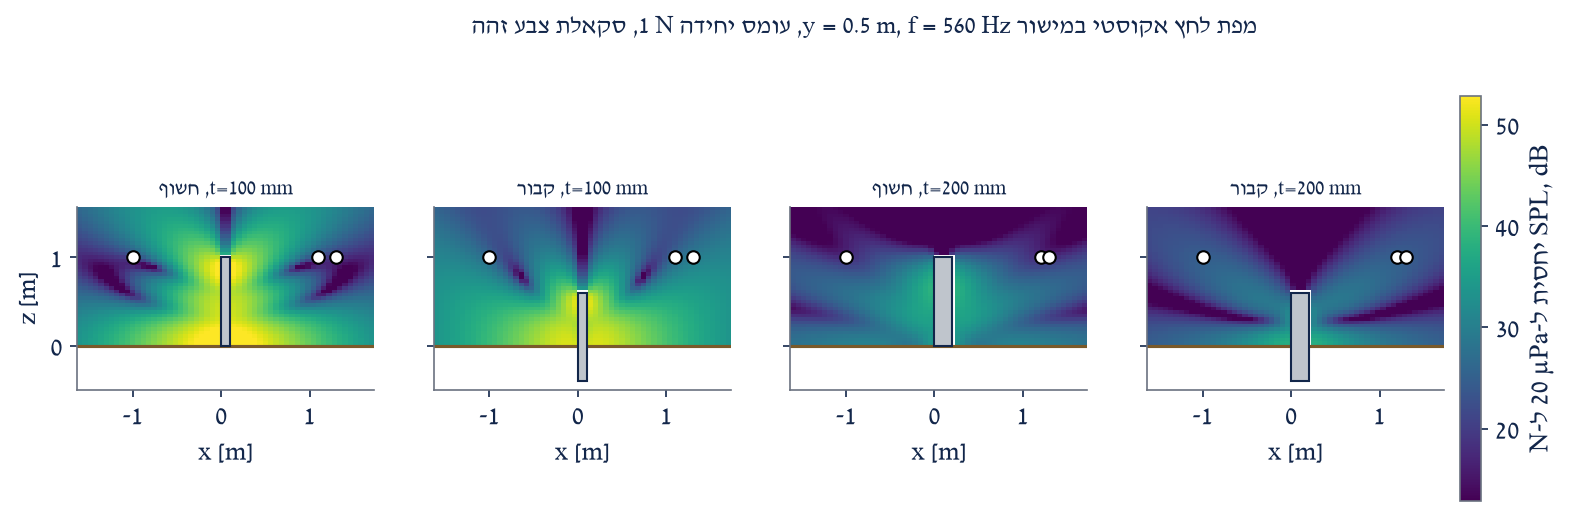 מפת לחץ אקוסטי במישור y = 0.5 m, f = 560 Hz, עומס יחידה 1 N, סקאלת צבע זהה
t=100 mm, חשוף
t=100 mm, קבור
t=200 mm, חשוף
t=200 mm, קבור
z [m]
1
0
-1 0 1
-1 0 1
-1 0 1
-1 0 1
x [m]
x [m]
x [m]
x [m]
50
40
30
20
SPL, dB יחסית ל-20 µPa ל-N